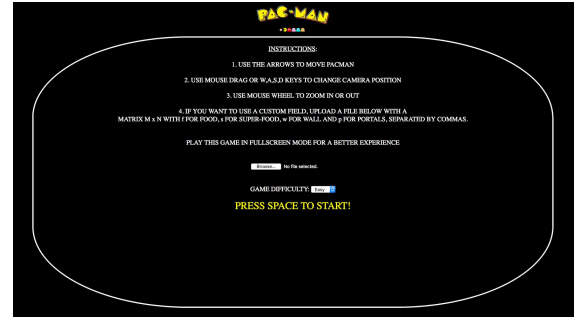 PAC-MAN
INSTRUCTIONS:
1. USE THE ARROWS TO MOVE PACMAN
2. USE MOUSE DRAG OR W,A,S,D KEYS TO CHANGE CAMERA POSITION
3. USE MOUSE WHEEL TO ZOOM IN OR OUT
4. IF YOU WANT TO USE A CUSTOM FIELD, UPLOAD A FILE BELOW WITH A
MATRIX M x N WITH f FOR FOOD, s FOR SUPER-FOOD, w FOR WALL AND p FOR PORTALS, SEPARATED BY COMMAS.
PLAY THIS GAME IN FULLSCREEN MODE FOR A BETTER EXPERIENCE
Browse... No file selected.
GAME DIFFICULTY: Easy
PRESS SPACE TO START!